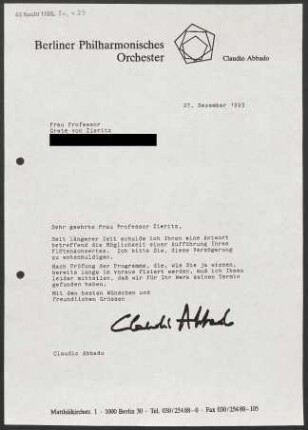 Berliner Philharmonisches
Orchester
Claudio Abbado
27. Dezember 1993
Frau Professor
Grete von Zieritz
Sehr geehrte Frau Professor Zieritz,
Seit längerer Zeit schulde ich Ihnen eine Antwort
betreffend die Möglichkeit einer Aufführung Ihres
Flötenkonzertes. Ich bitte Sie, diese Verzögerung
zu entschuldigen.
Nach Prüfung der Programme, die, wie Sie ja wissen,
bereits lange im Voraus fixiert werden, muß ich Ihnen
leider mitteilen, daß wir für Ihr Werk keinen Termin
gefunden haben.
Mit den besten Wünschen und
freundlichen Grüssen
Claudio Abbado
Claudio Abbado
Matthäikirchstr. 1 - 1000 Berlin 30 - Tel. 030/254 88-0 - Fax 030/254 88-105